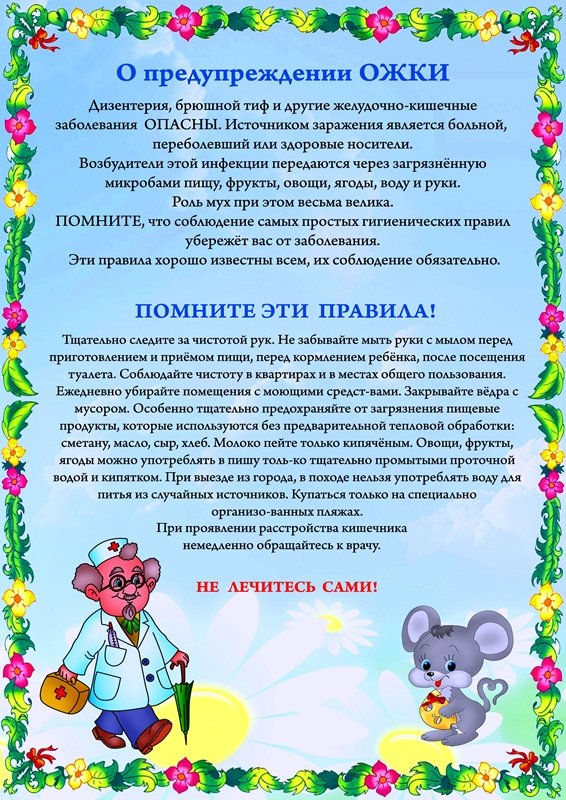 О предупреждении ОЖКИ
Дизентерия, брюшной тиф и другие желудочно-кишечные
заболевания ОПАСНЫ. Источником заражения является больной,
переболевший или здоровые носители.
Возбудители этой инфекции передаются через загрязнённую
микробами пищу, фрукты, овощи, ягоды, воду и руки.
Роль мух при этом весьма велика.
ПОМНИТЕ, что соблюдение самых простых гигиенических правил
убережёт вас от заболевания.
Эти правила хорошо известны всем, их соблюдение обязательно.
ПОМНИТЕ ЭТИ ПРАВИЛА!
Тщательно следите за чистотой рук. Не забывайте мыть руки с мылом перед
приготовлением и приёмом пищи, перед кормлением ребёнка, после посещения
туалета. Соблюдайте чистоту в квартирах и в местах общего пользования.
Ежедневно убирайте помещения с моющими средст-вами. Закрывайте вёдра с
мусором. Особенно тщательно предохраняйте от загрязнения пищевые
продукты, которые используются без предварительной тепловой обработки:
сметану, масло, сыр, хлеб. Молоко пейте только кипячёным. Овощи, фрукты,
ягоды можно употреблять в пишу толь-ко тщательно промытыми проточной
водой и кипятком. При выезде из города, в походе нельзя употреблять воду для
питья из случайных источников. Купаться только на специально
организо-ванных пляжах.
При проявлении расстройства кишечника
немедленно обращайтесь к врачу.
НЕ ЛЕЧИТЕСЬ САМИ!